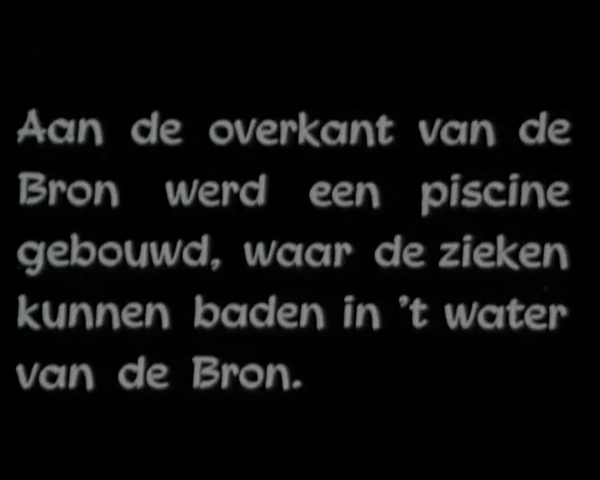 Aan de overkant van de
Bron werd een piscine
gebouwd, waar de zieken
kunnen baden in 't water
van de Bron.